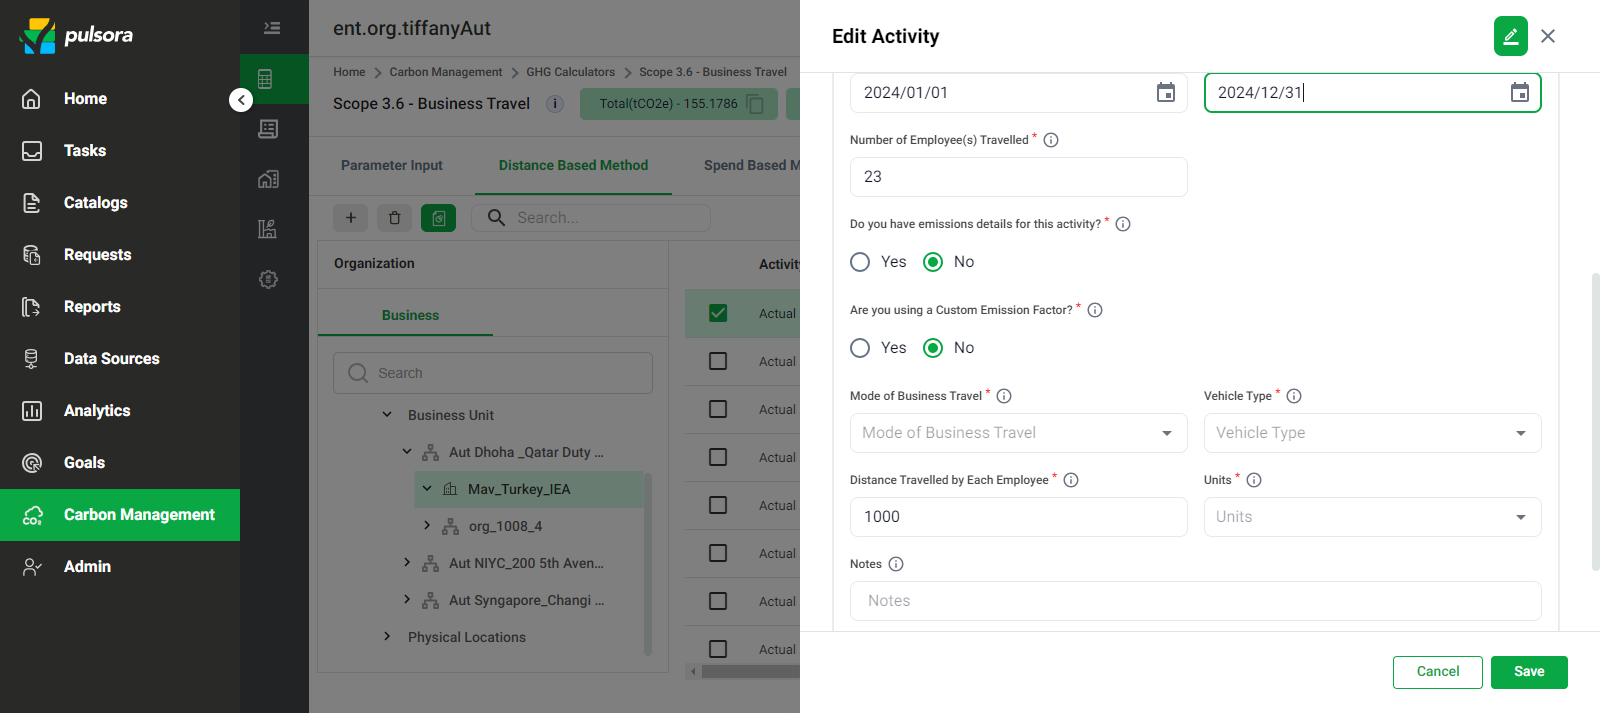 pulsora
Home
Tasks
Catalogs
Requests
Reports
Data Sources
Analytics
Goals
Carbon Management
Admin
ent.org.tiffanyAut
Home > Carbon Management > GHG Calculators > Scope 3.6 - Business Travel
Scope 3.6 - Business Travel
Total(tCO2e) - 155.1786
Parameter Input
Distance Based Method
Spend Based M
Search...
Organization
Business
Search
Business Unit
Aut Dhoha _Qatar Duty ...
Mav_Turkey_IEA
org_1008_4
Aut NIYC_200 5th Aven...
Aut Syngapore_Changi ...
Physical Locations
Activity
Actual
Actual
Actual
Actual
Actual
Actual
Actual
Actual
Edit Activity
2024/01/01
2024/12/31
Number of Employee(s) Travelled *
23
Do you have emissions details for this activity? *
Yes No
Are you using a Custom Emission Factor? *
Yes No
Mode of Business Travel *
Mode of Business Travel
Vehicle Type *
Vehicle Type
Distance Travelled by Each Employee *
1000
Units *
Units
Notes
Notes
Cancel
Save